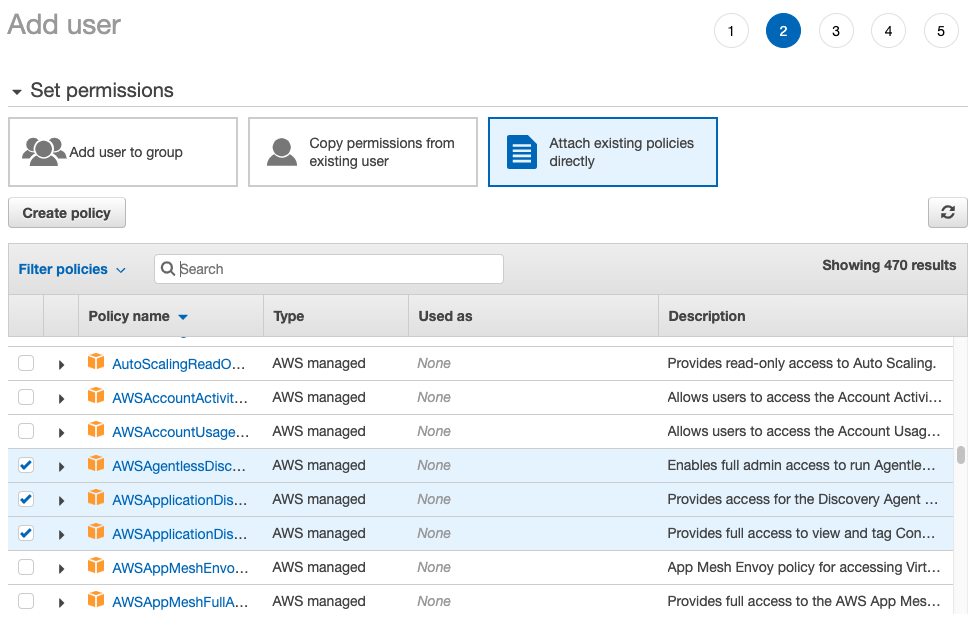 Add user
1 2 3 4 5
Set permissions
Add user to group
Copy permissions from
existing user
Attach existing policies
directly
Create policy
Filter policies
Search
Showing 470 results
Policy name Type Used as Description
AutoScalingReadO... AWS managed None Provides read-only access to Auto Scaling.
AWSAccountActivit... AWS managed None Allows users to access the Account Activi...
AWSAccountUsage... AWS managed None Allows users to access the Account Usag...
AWSAgentlessDisc... AWS managed None Enables full admin access to run Agentle...
AWSApplicationDis... AWS managed None Provides access for the Discovery Agent ...
AWSApplicationDis... AWS managed None Provides full access to view and tag Con...
AWSAppMeshEnvo... AWS managed None App Mesh Envoy policy for accessing Virt...
AWSAppMeshFullA... AWS managed None Provides full access to the AWS App Mes...